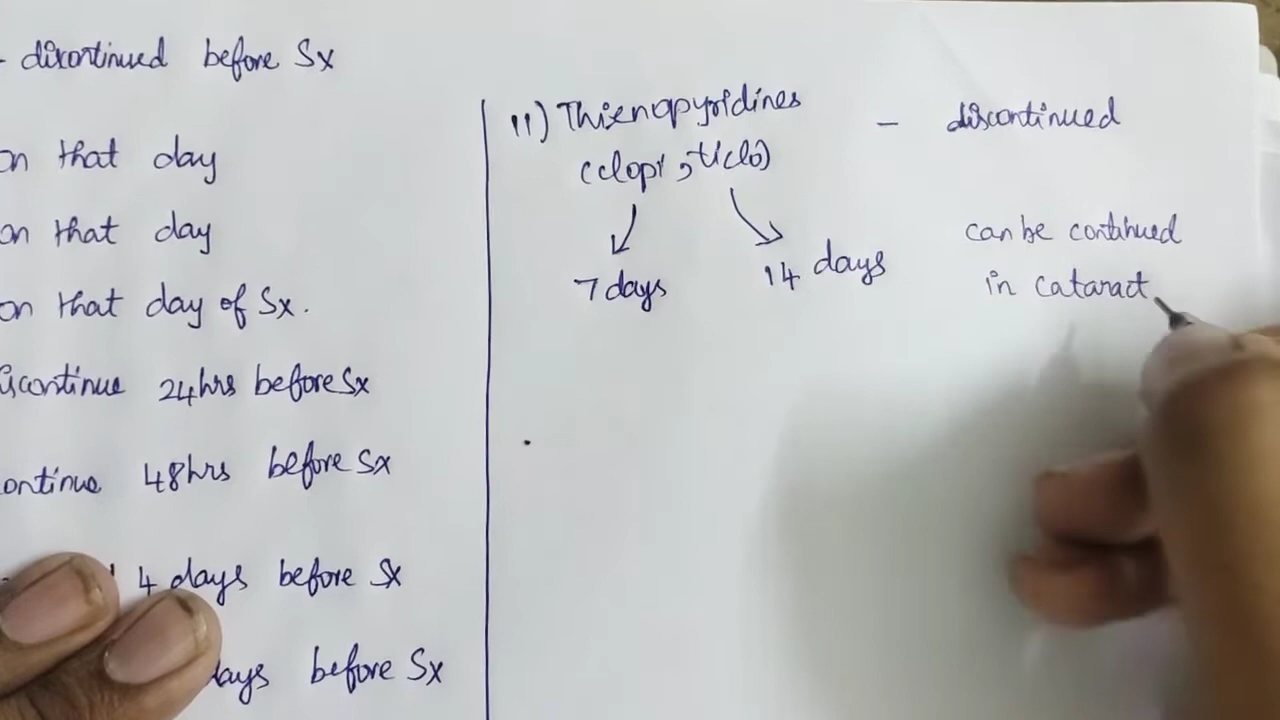 - discontinued before Sx
on that day
on that day
on that day of Sx.
iscontinue 24hrs before Sx
ontinue 48hrs before Sx
4 days before Sx
days before Sx
11) Thienopyridines - discontinued
(clopi, ticlo)
7 days 14 days
can be continued
in cataract